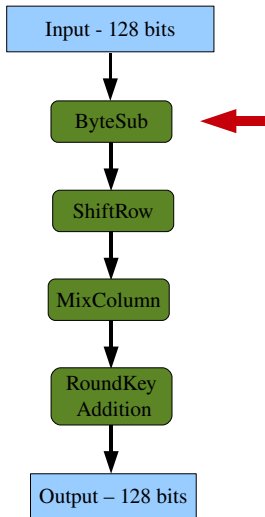 Input - 128 bits
ByteSub
ShiftRow
MixColumn
RoundKey
Addition
Output – 128 bits